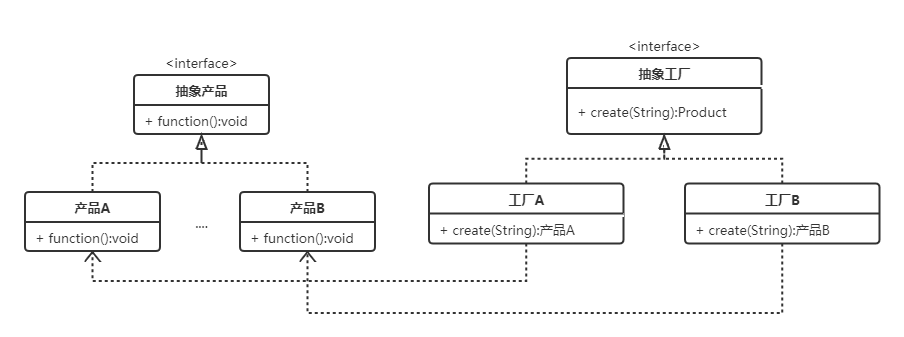 <interface>
抽象产品
+ function():void
产品A
+ function():void
....
产品B
+ function():void
<interface>
抽象工厂
+ create(String):Product
工厂A
+ create(String):产品A
工厂B
+ create(String):产品B